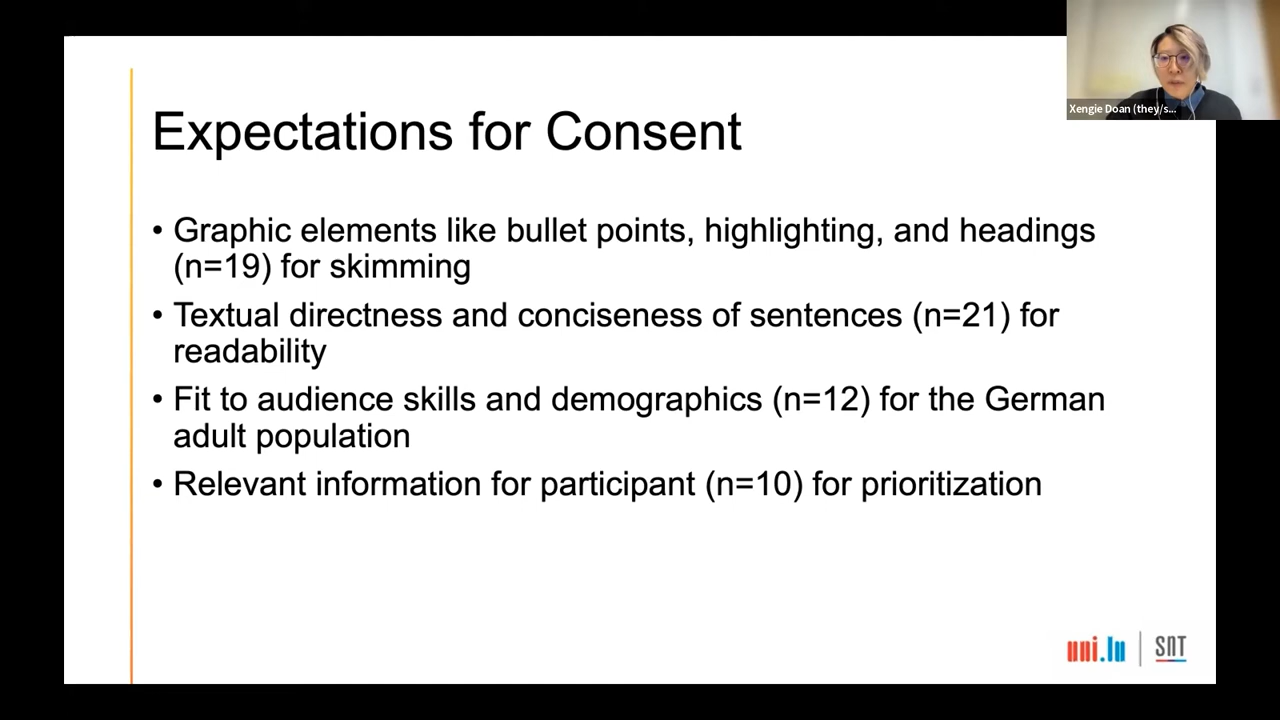 Expectations for Consent
• Graphic elements like bullet points, highlighting, and headings
(n=19) for skimming
• Textual directness and conciseness of sentences (n=21) for
readability
• Fit to audience skills and demographics (n=12) for the German
adult population
• Relevant information for participant (n=10) for prioritization
Xengie Doan (they/s...
uni.lu | SNT